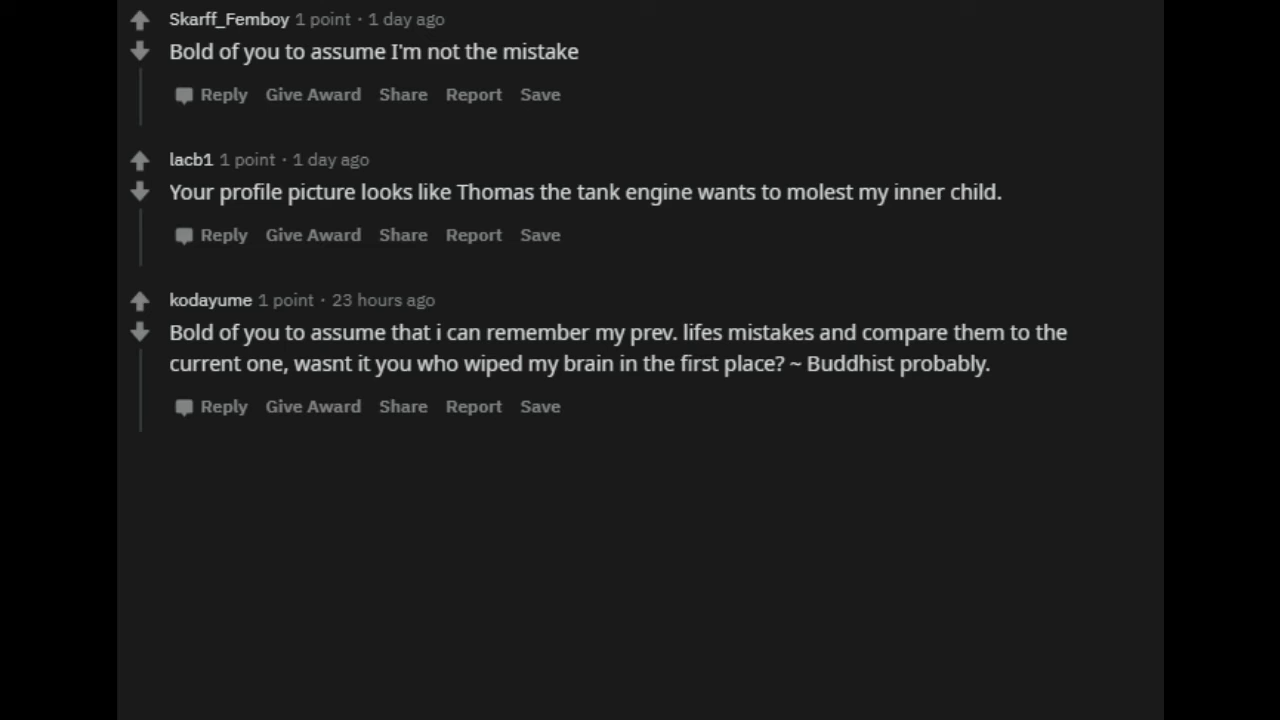 Skarff_Femboy 1 point · 1 day ago
Bold of you to assume I'm not the mistake
Reply Give Award Share Report Save
lacb1 1 point · 1 day ago
Your profile picture looks like Thomas the tank engine wants to molest my inner child.
Reply Give Award Share Report Save
kodayume 1 point · 23 hours ago
Bold of you to assume that i can remember my prev. lifes mistakes and compare them to the
current one, wasnt it you who wiped my brain in the first place? ~ Buddhist probably.
Reply Give Award Share Report Save